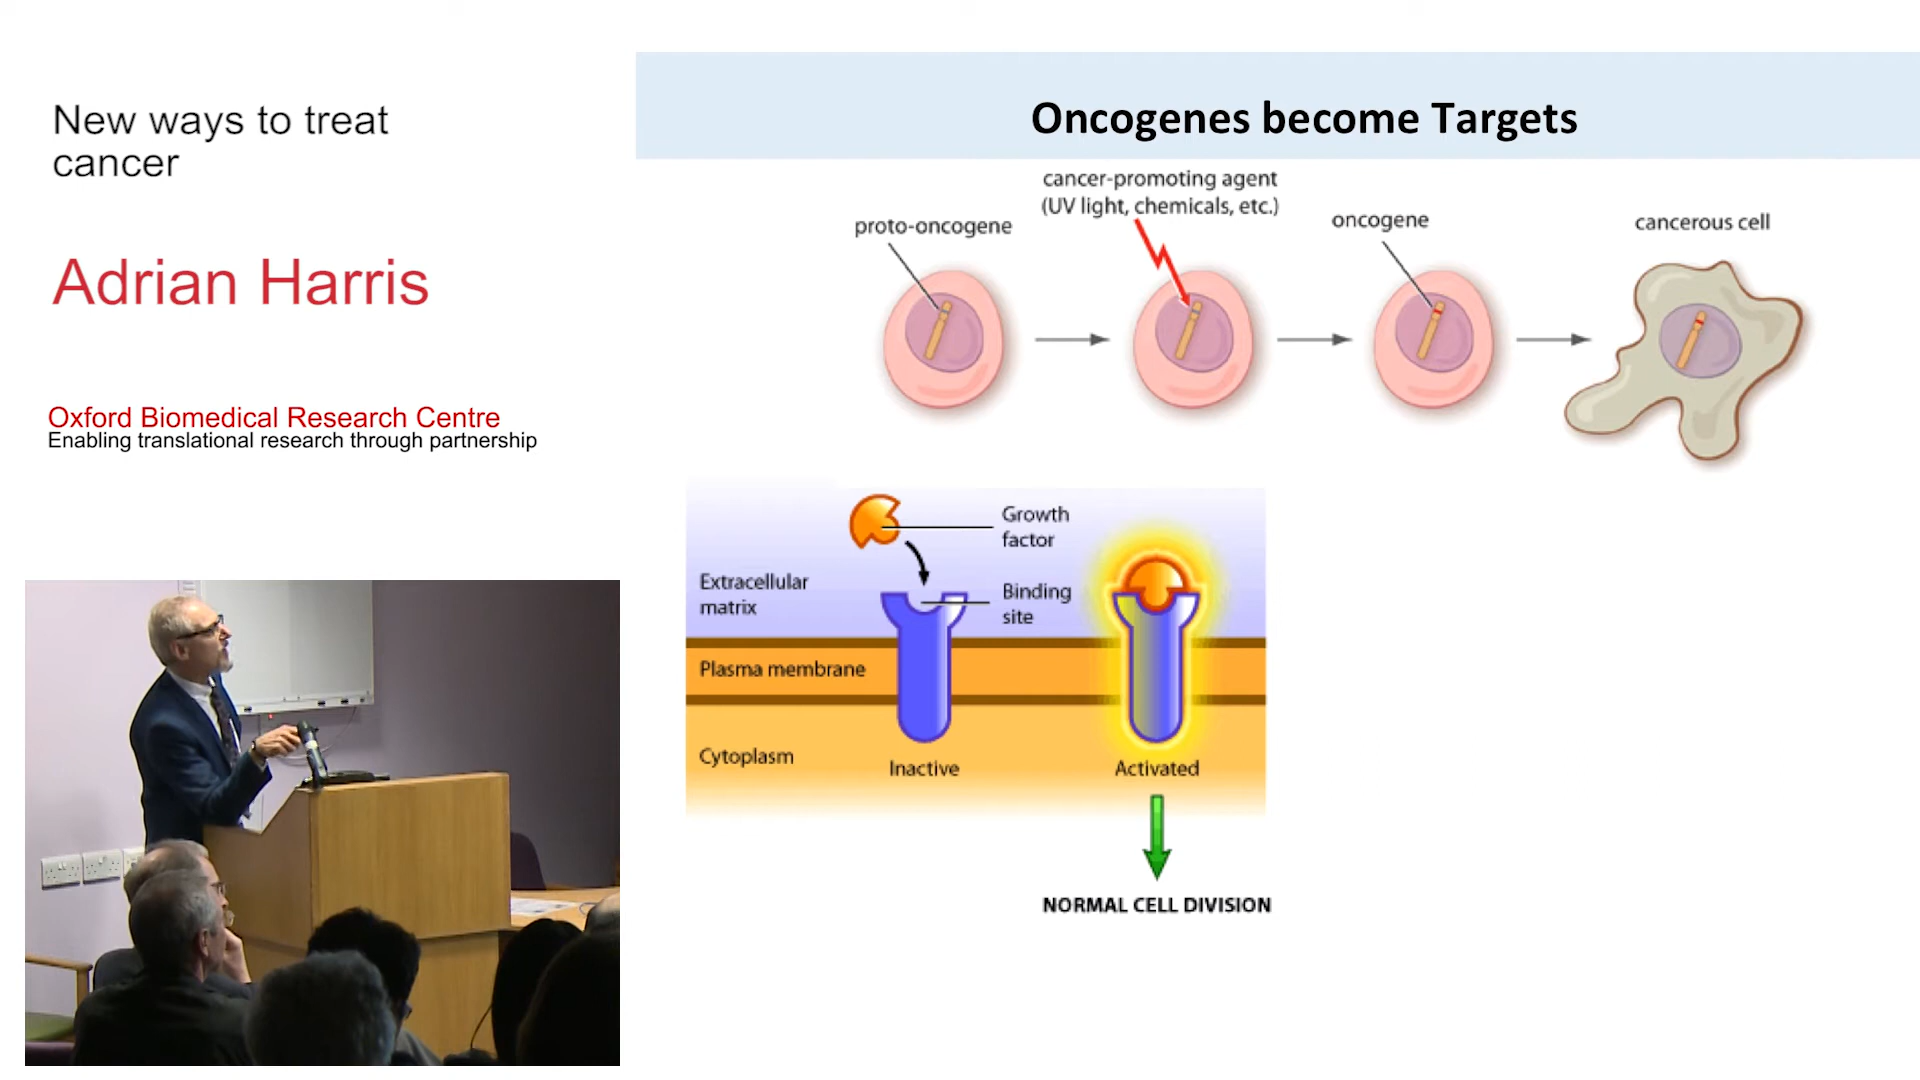 New ways to treat
cancer
Adrian Harris
Oxford Biomedical Research Centre
Enabling translational research through partnership
Oncogenes become Targets
cancer-promoting agent
(UV light, chemicals, etc.)
proto-oncogene
oncogene
cancerous cell
Growth
factor
Extracellular
matrix
Binding
site
Plasma membrane
Cytoplasm
Inactive
Activated
NORMAL CELL DIVISION